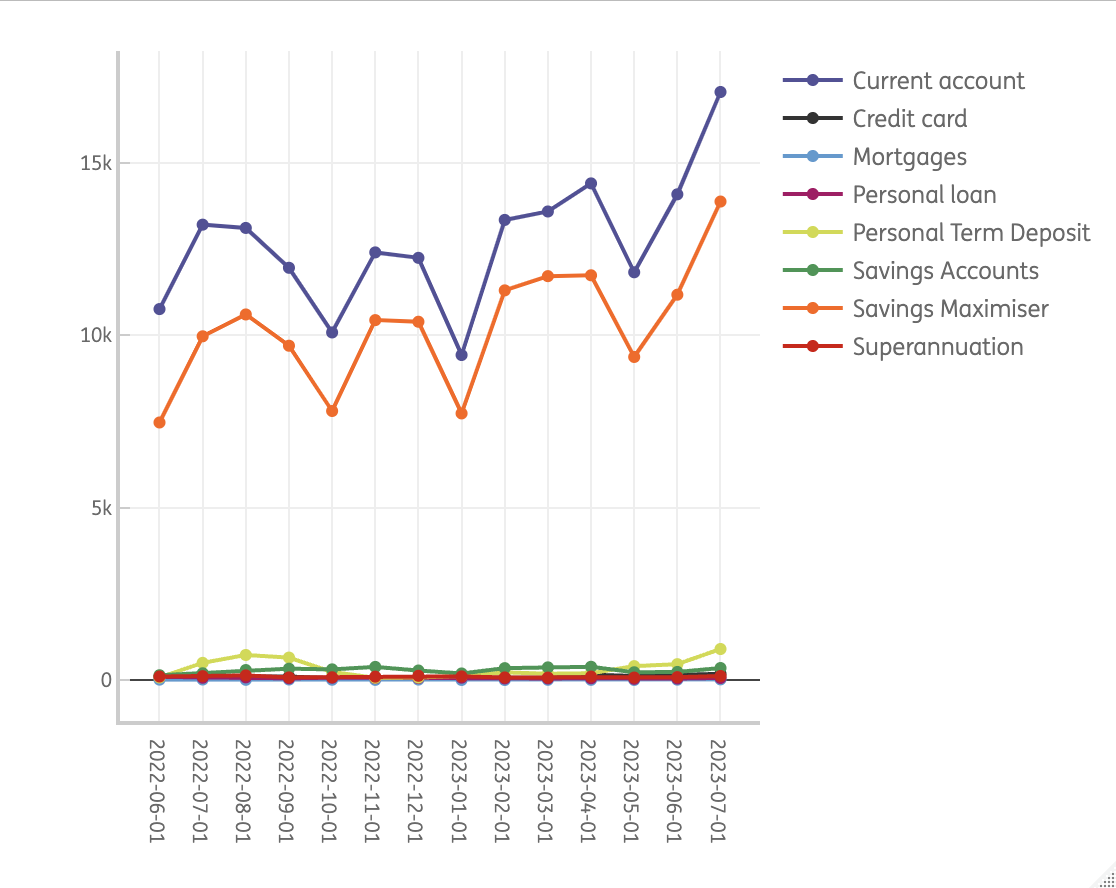 15k
10k
5k
0
2022-06-01
2022-07-01
2022-08-01
2022-09-01
2022-10-01
2022-11-01
2022-12-01
2023-01-01
2023-02-01
2023-03-01
2023-04-01
2023-05-01
2023-06-01
2023-07-01
Current account
Credit card
Mortgages
Personal loan
Personal Term Deposit
Savings Accounts
Savings Maximiser
Superannuation